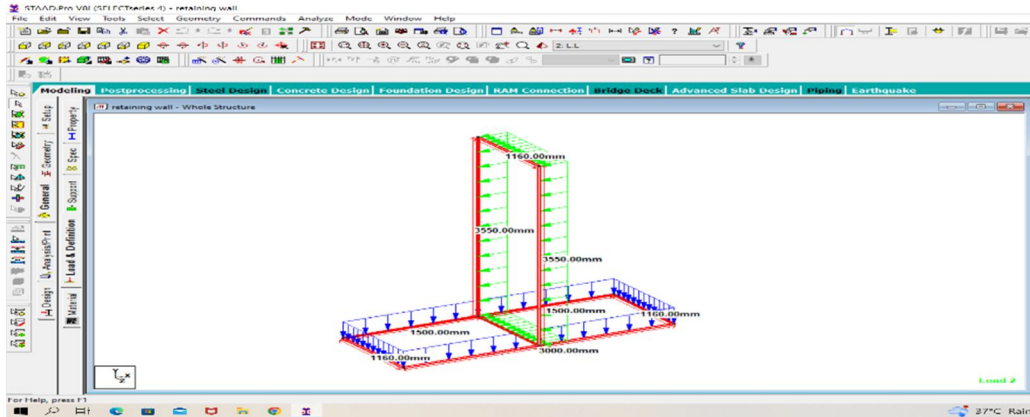 STAAD.Pro V8i (SELECTseries 4) - retaining wall
File Edit View Tools Select Geometry Commands Analyze Mode Window Help
2: L.L
Modeling Postprocessing Steel Design Concrete Design Foundation Design RAM Connection Bridge Deck Advanced Slab Design Piping Earthquake
retaining wall - Whole Structure
Setup
Geometry
General
Analysis/Print
Design
Property
Spec
Support
Load & Definition
Material
1160.00mm
3550.00mm
3550.00mm
1500.00mm
1160.00mm
1500.00mm
1160.00mm
3000.00mm
Y
X
Z
Load 2
For Help, press F1
37°C Rain